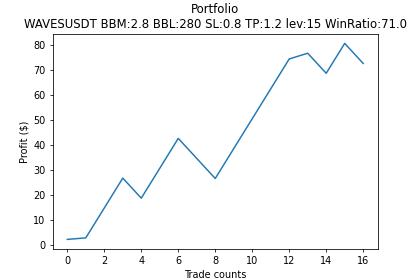 Portfolio
WAVESUSDT BBM:2.8 BBL:280 SL:0.8 TP:1.2 lev:15 WinRatio:71.0
80
70
60
50
40
30
20
10
0
Profit ($)
0 2 4 6 8 10 12 14 16
Trade counts